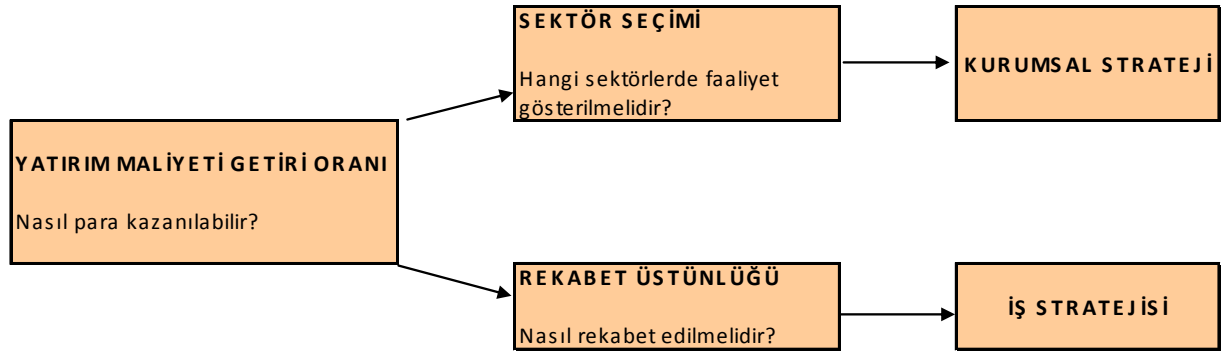 SEKTÖR SEÇİMİ
Hangi sektörlerde faaliyet
gösterilmelidir?
KURUMSAL STRATEJİ
YATIRIM MALİYETİ GETİRİ ORANI
Nasıl para kazanılabilir?
REKABET ÜSTÜNLÜĞÜ
Nasıl rekabet edilmelidir?
İŞ STRATEJİSİ